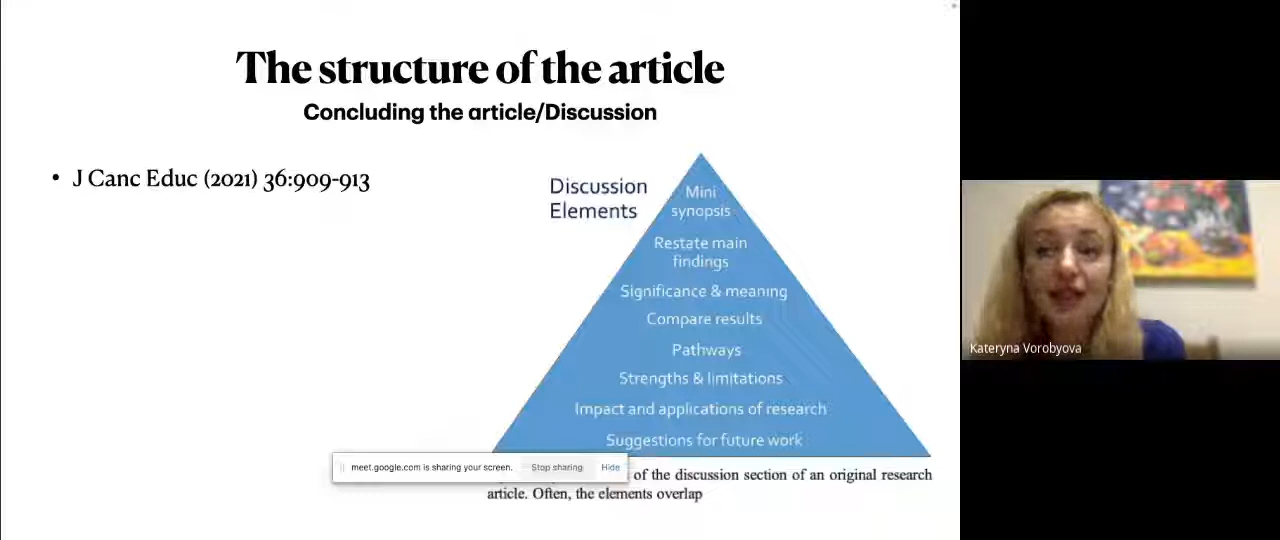 The structure of the article
Concluding the article/Discussion
• J Canc Educ (2021) 36:909-913
Discussion
Elements
Mini
synopsis
Restate main
findings
Significance & meaning
Compare results
Pathways
Strengths & limitations
Impact and applications of research
Suggestions for future work
meet.google.com is sharing your screen.
Stop sharing
Hide
of the discussion section of an original research
article. Often, the elements overlap
Kateryna Vorobyova